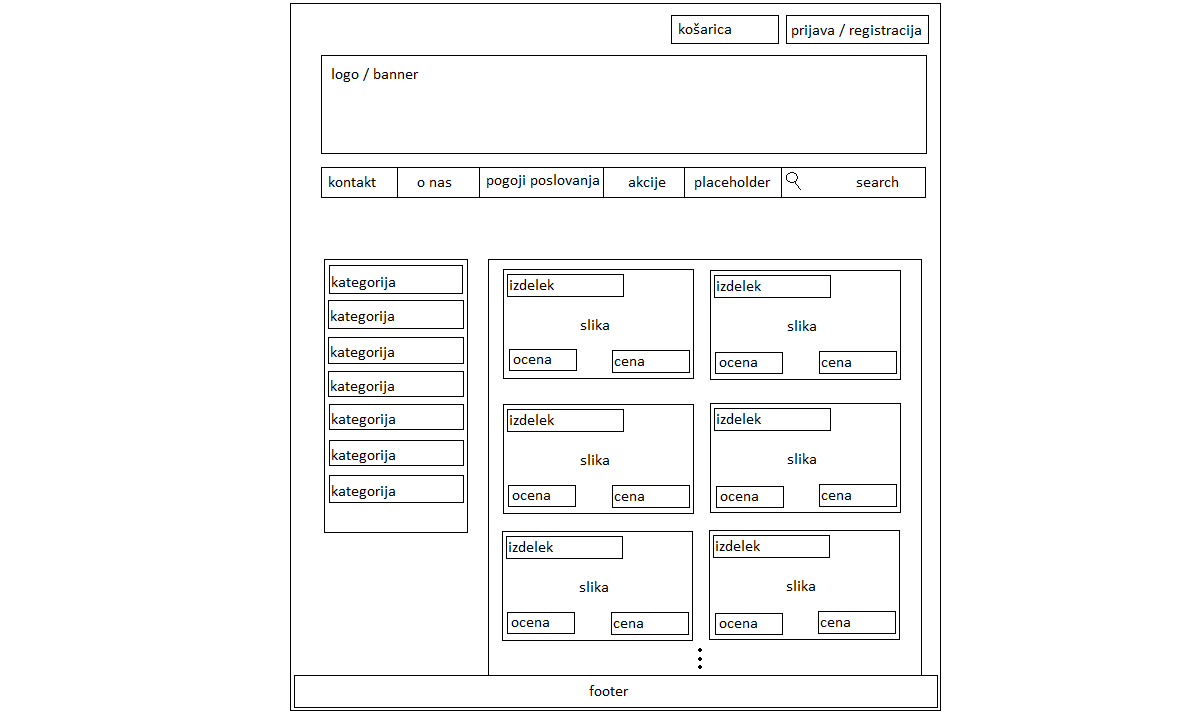 košarica
prijava / registracija
logo / banner
kontakt
o nas
pogoji poslovanja
akcije
placeholder
search
kategorija
kategorija
kategorija
kategorija
kategorija
kategorija
kategorija
izdelek
slika
ocena
cena
izdelek
slika
ocena
cena
izdelek
slika
ocena
cena
izdelek
slika
ocena
cena
izdelek
slika
ocena
cena
izdelek
slika
ocena
cena
footer